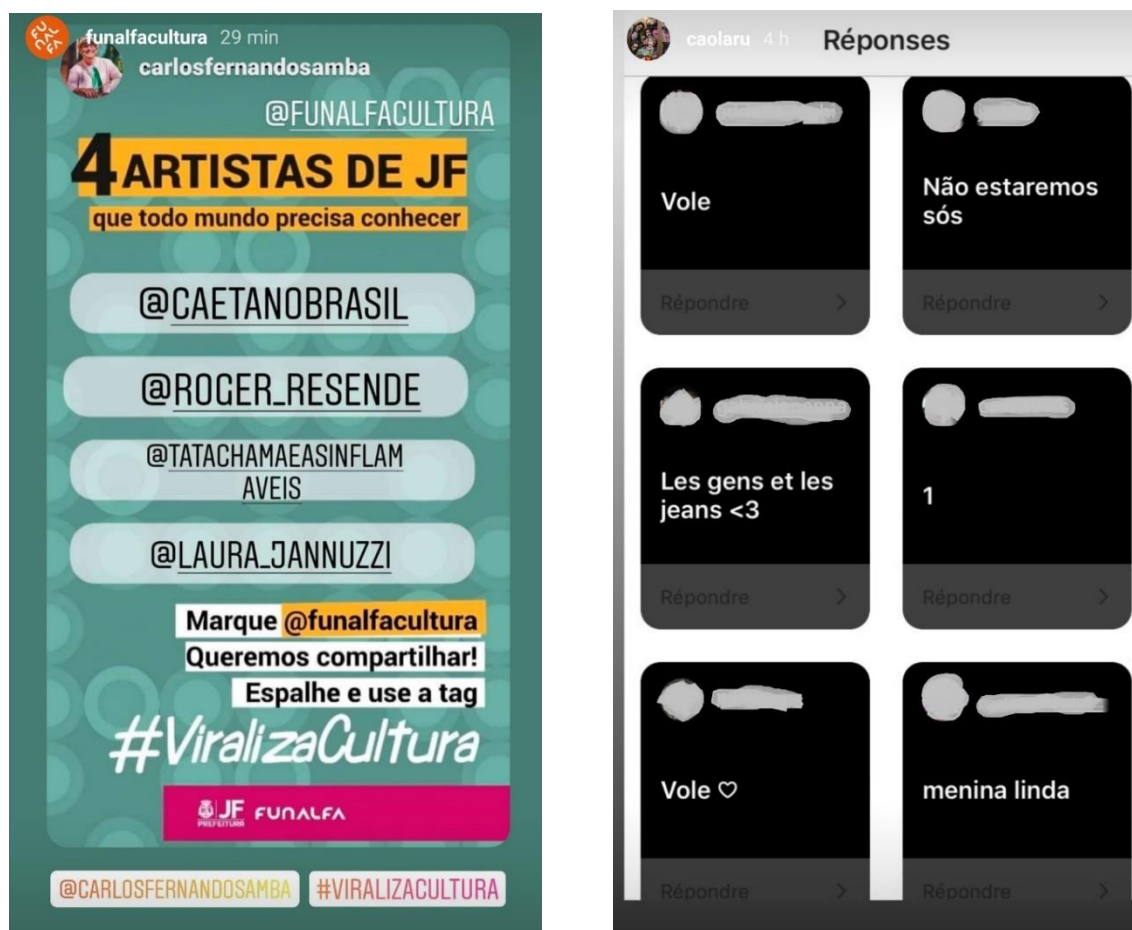 funalfacultura 29 min
carlosfernandosamba
@FUNALFACULTURA
4 ARTISTAS DE JF
que todo mundo precisa conhecer
@CAETANOBRASIL
@ROGER_RESENDE
@TATACHAMAEASINFLAM
AVEIS
@LAURA_JANNUZZI
Marque @funalfacultura
Queremos compartilhar!
Espalhe e use a tag
#ViralizaCultura
JF
PREFEITURA
FUNALFA
@CARLOSFERNANDOSAMBA #VIRALIZACULTURA
caolaru 4 h Réponses
Vole
Répondre >
Não estaremos
sós
Répondre >
Les gens et les
jeans <3
Répondre >
1
Répondre >
Vole ♡
Répondre >
menina linda
Répondre >